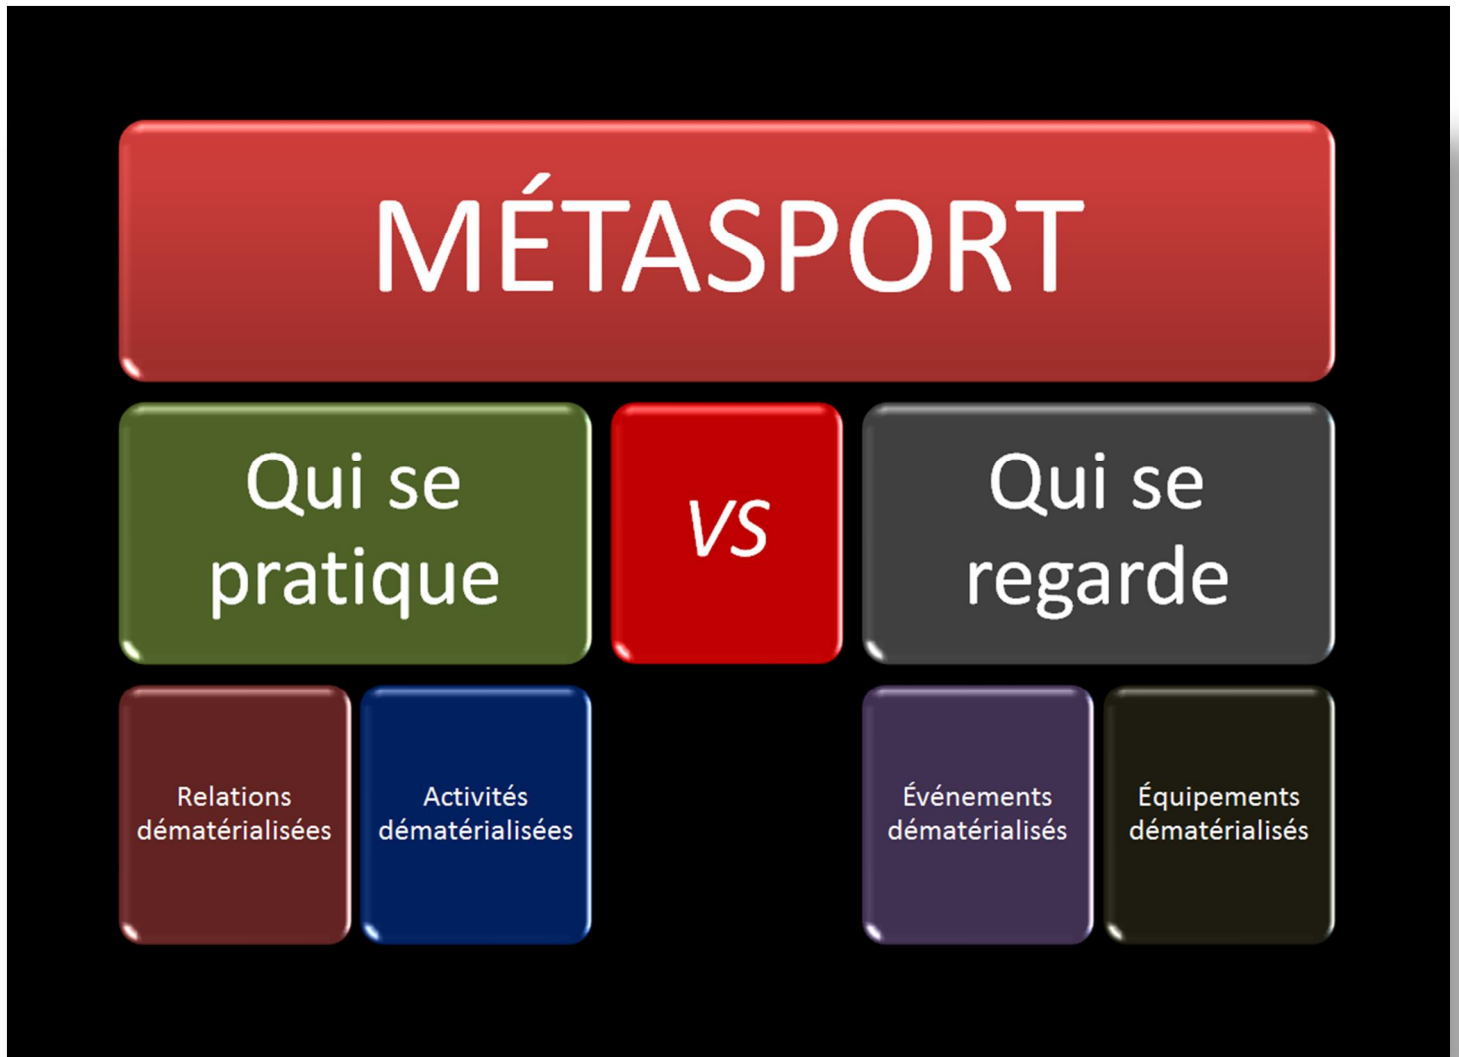 MÉTASPORT
Qui se
pratique
VS
Qui se
regarde
Relations
dématérialisées
Activités
dématérialisées
Événements
dématérialisés
Équipements
dématérialisés